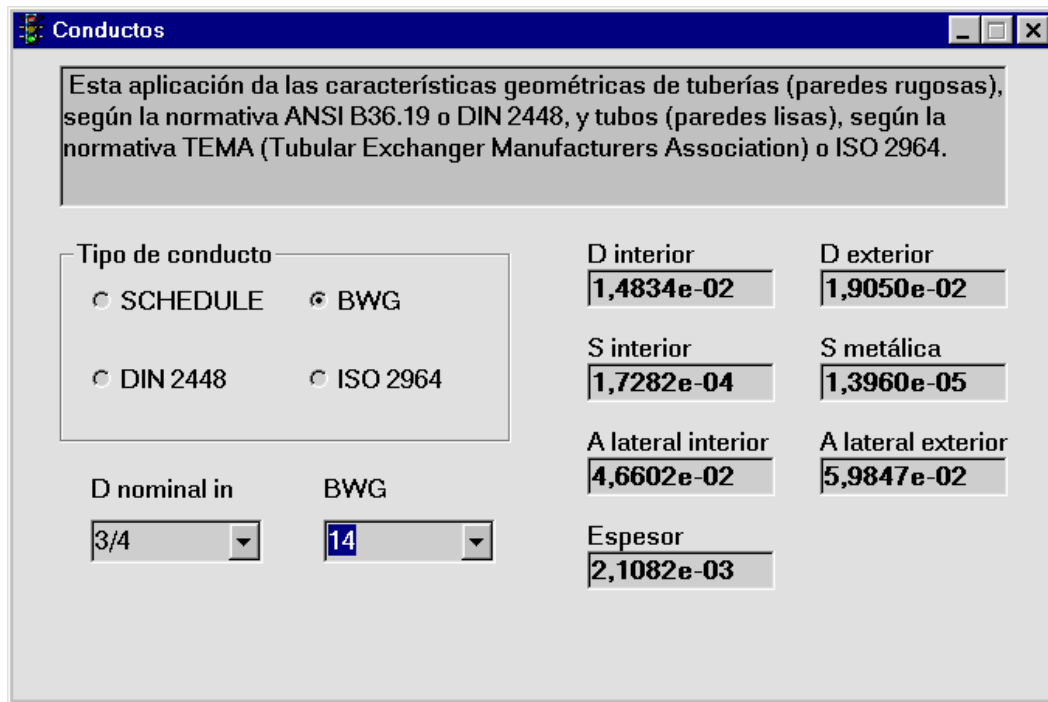 Conductos
Esta aplicación da las características geométricas de tuberías (paredes rugosas),
según la normativa ANSI B36.19 o DIN 2448, y tubos (paredes lisas), según la
normativa TEMA (Tubular Exchanger Manufacturers Association) o ISO 2964.
Tipo de conducto
SCHEDULE BWG
DIN 2448 ISO 2964
D nominal in BWG
3/4 14
D interior D exterior
1,4834e-02 1,9050e-02
S interior S metálica
1,7282e-04 1,3960e-05
A lateral interior A lateral exterior
4,6602e-02 5,9847e-02
Espesor
2,1082e-03